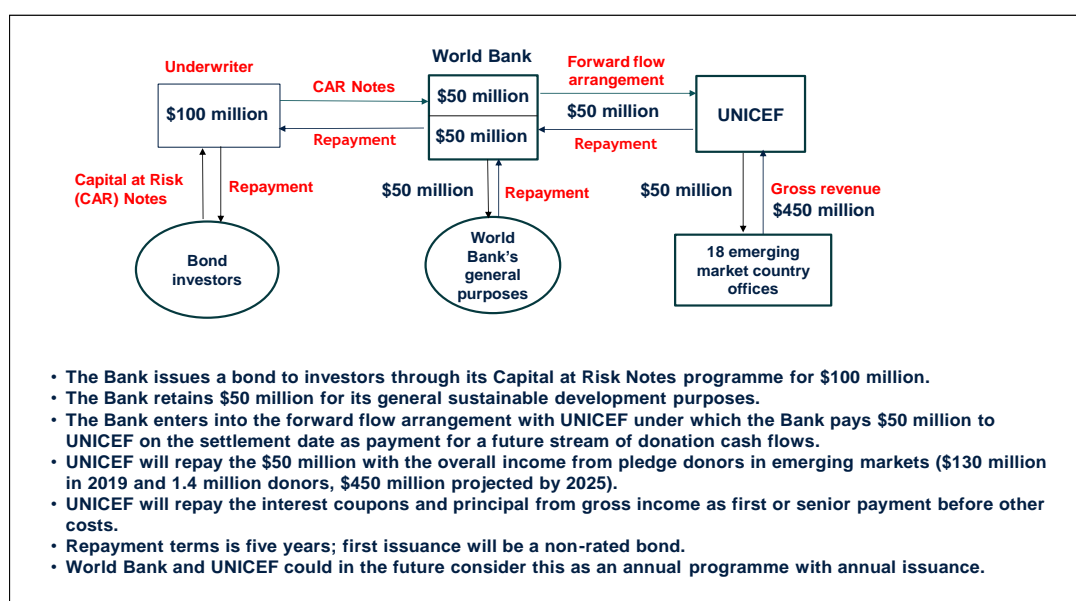 World Bank
Underwriter
$100 million
CAR Notes
Repayment
$50 million
$50 million
Forward flow
arrangement
$50 million
Repayment
UNICEF
Capital at Risk
(CAR) Notes
Repayment
$50 million
Repayment
$50 million
Gross revenue
$450 million
Bond
investors
World
Bank's
general
purposes
18 emerging
market country
offices
• The Bank issues a bond to investors through its Capital at Risk Notes programme for $100 million.
• The Bank retains $50 million for its general sustainable development purposes.
• The Bank enters into the forward flow arrangement with UNICEF under which the Bank pays $50 million to
UNICEF on the settlement date as payment for a future stream of donation cash flows.
• UNICEF will repay the $50 million with the overall income from pledge donors in emerging markets ($130 million
in 2019 and 1.4 million donors, $450 million projected by 2025).
• UNICEF will repay the interest coupons and principal from gross income as first or senior payment before other
costs.
• Repayment terms is five years; first issuance will be a non-rated bond.
• World Bank and UNICEF could in the future consider this as an annual programme with annual issuance.